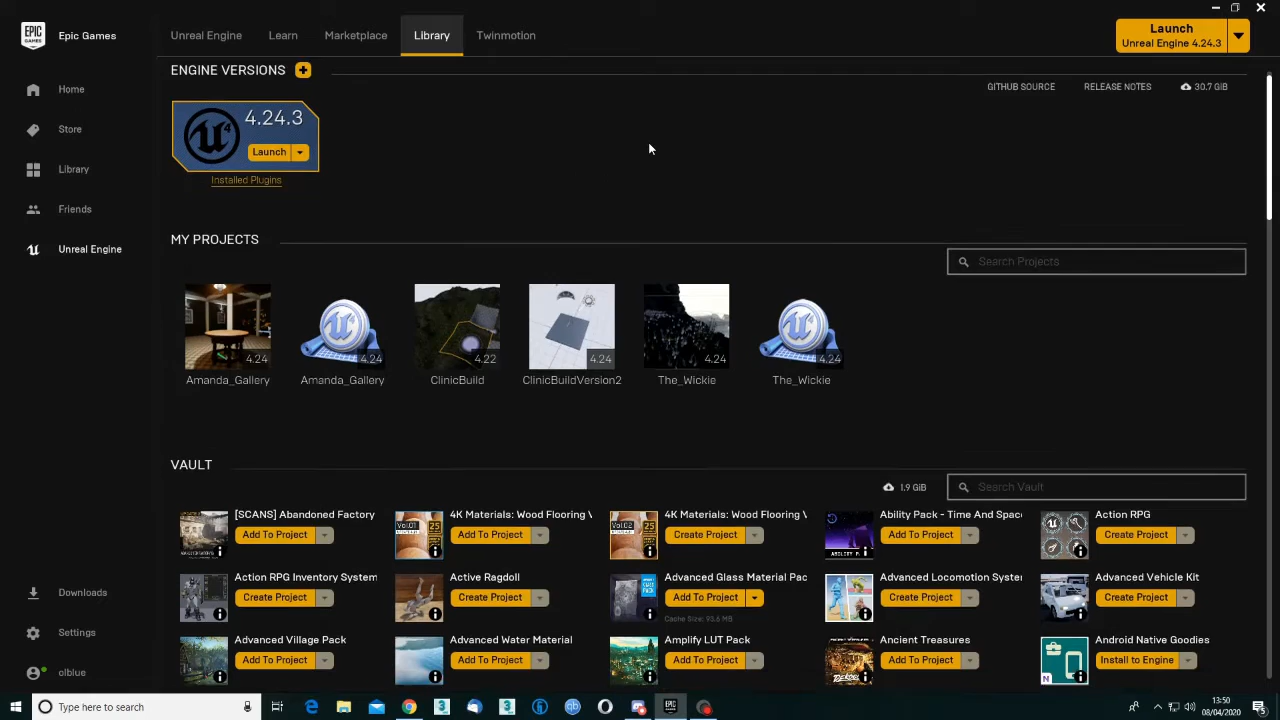 EPIC GAMES
Epic Games
Unreal Engine
Learn
Marketplace
Library
Twinmotion
Launch
Unreal Engine 4.24.3
Home
Store
Library
Friends
Unreal Engine
Downloads
Settings
olblue
ENGINE VERSIONS
GITHUB SOURCE
RELEASE NOTES
30.7 GiB
4.24.3
Launch
Installed Plugins
MY PROJECTS
Search Projects
4.24
4.24
4.22
4.24
4.24
4.24
Amanda_Gallery
Amanda_Gallery
ClinicBuild
ClinicBuildVersion2
The_Wickie
The_Wickie
VAULT
1.9 GiB
Search Vault
[SCANS] Abandoned Factory
Add To Project
4K Materials: Wood Flooring V
Add To Project
4K Materials: Wood Flooring V
Create Project
Ability Pack - Time And Space
Add To Project
Action RPG
Create Project
Action RPG Inventory System
Create Project
Active Ragdoll
Create Project
Advanced Glass Material Pac
Add To Project
Cache Size: 93.6 MB
Advanced Locomotion Syster
Create Project
Advanced Vehicle Kit
Create Project
Advanced Village Pack
Add To Project
Advanced Water Material
Add To Project
Amplify LUT Pack
Add To Project
Ancient Treasures
Add To Project
Android Native Goodies
Install to Engine
Type here to search
13:50
08/04/2020